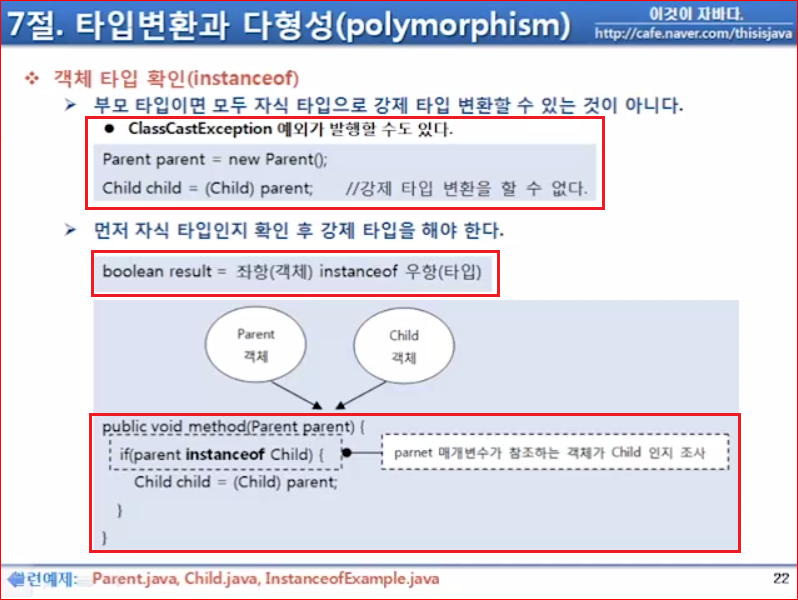 7절. 타입변환과 다형성(polymorphism)
이것이 자바다.
http://cafe.naver.com/thisisjava
객체 타입 확인(instanceof)
부모 타입이면 모두 자식 타입으로 강제 타입 변환할 수 있는 것이 아니다.
ClassCastException 예외가 발행할 수도 있다.
Parent parent = new Parent();
Child child = (Child) parent; //강제 타입 변환을 할 수 없다.
먼저 자식 타입인지 확인 후 강제 타입을 해야 한다.
boolean result = 좌항(객체) instanceof 우항(타입)
Parent
객체
Child
객체
public void method(Parent parent) {
if(parent instanceof Child) {
parnet 매개변수가 참조하는 객체가 Child 인지 조사
Child child = (Child) parent;
}
}
련예제: Parent.java, Child.java, InstanceofExample.java
22